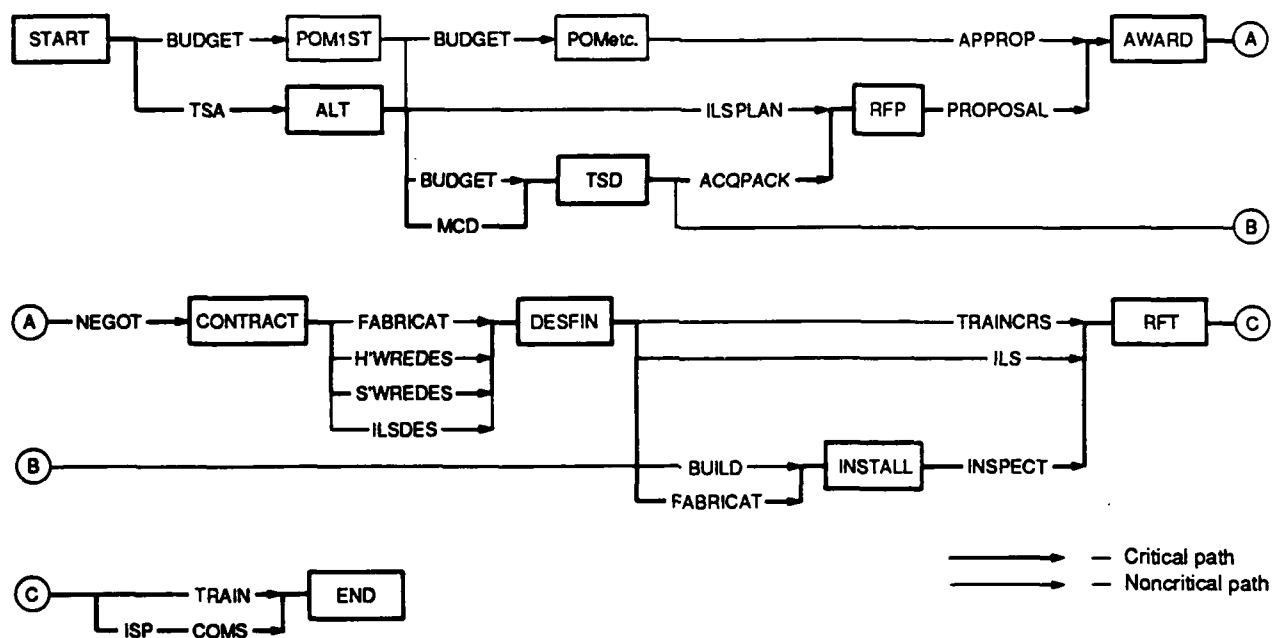 START BUDGET POM1ST BUDGET POMetc. APPROP AWARD A
TSA ALT ILSPLAN RFP PROPOSAL
BUDGET TSD ACQPACK
MCD B
A NEGOT CONTRACT FABRICAT DESFIN TRAINCRS RFT C
H'WREDES ILS
S'WREDES
ILSDES
B BUILD INSTALL INSPECT
FABRICAT
— Critical path
— Noncritical path
C TRAIN END
ISP COMS